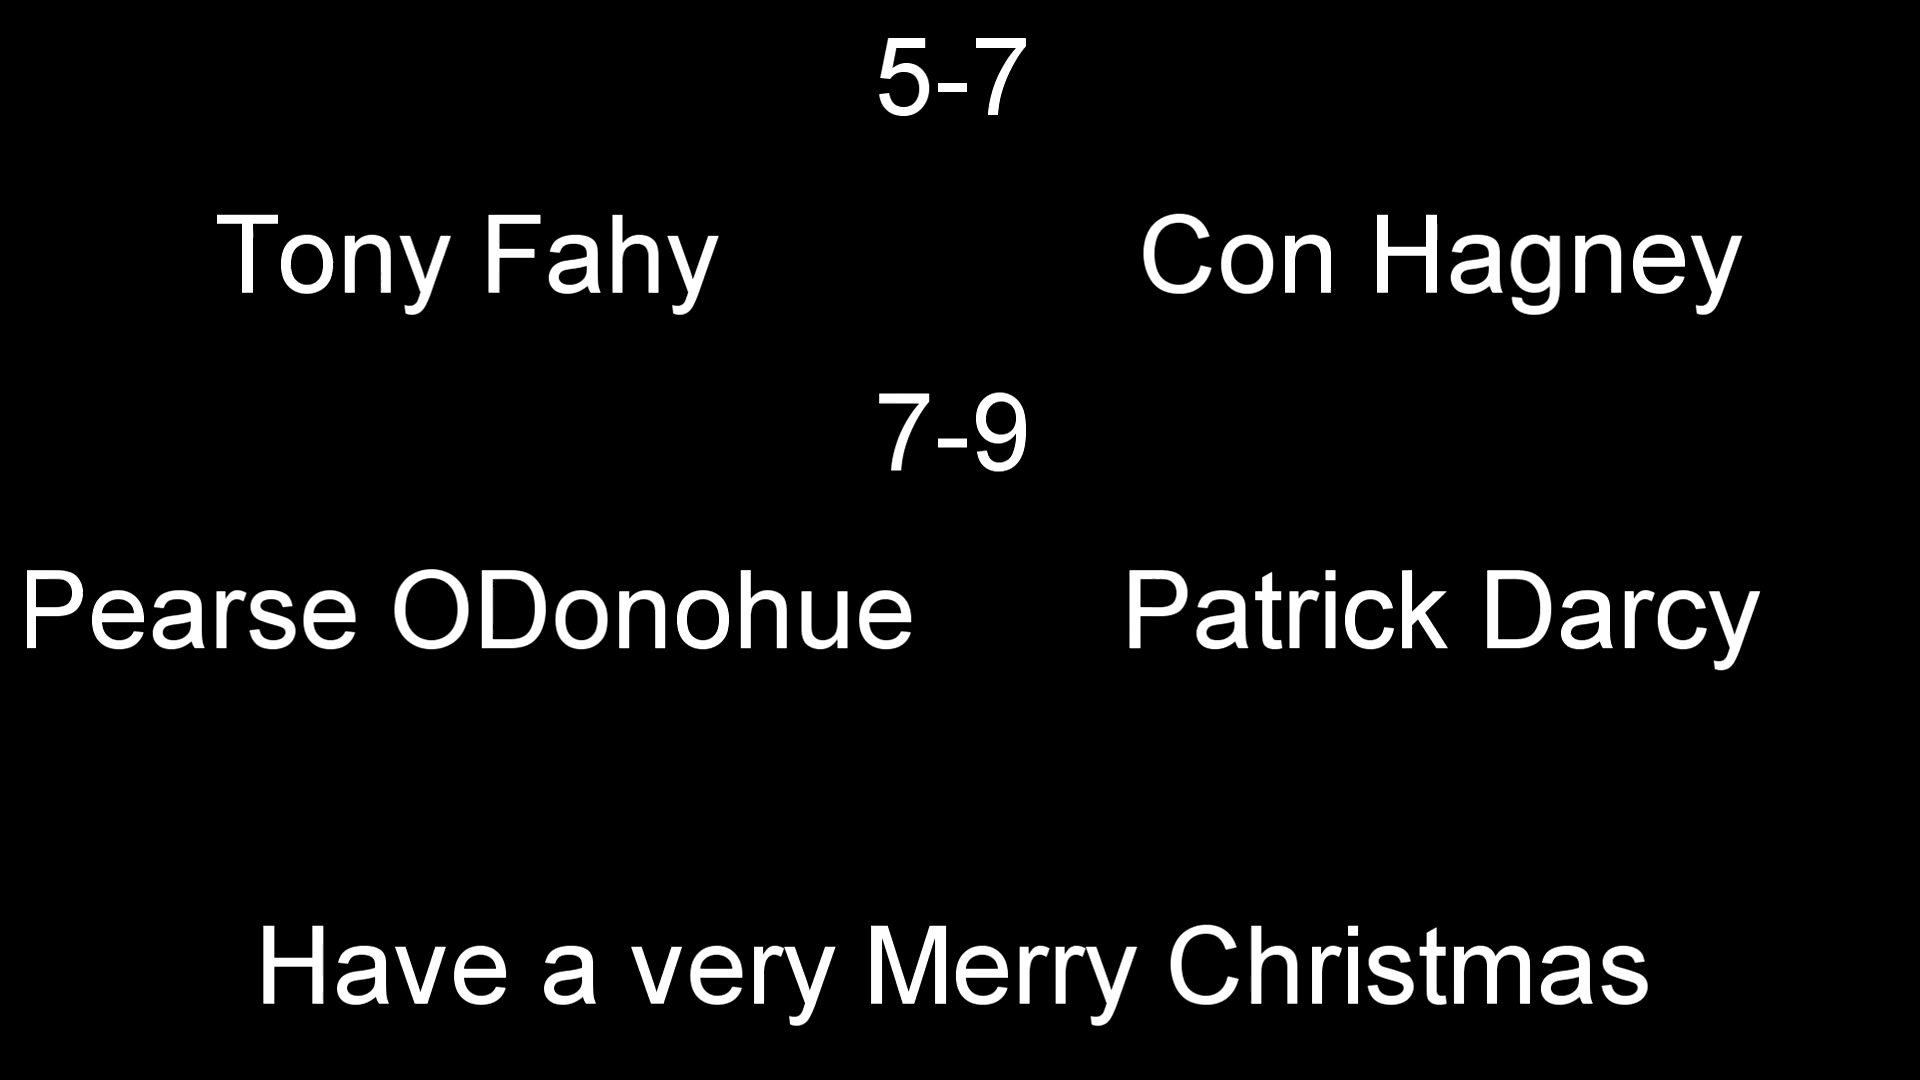 5-7
Tony Fahy Con Hagney
7-9
Pearse ODonohue Patrick Darcy
Have a very Merry Christmas